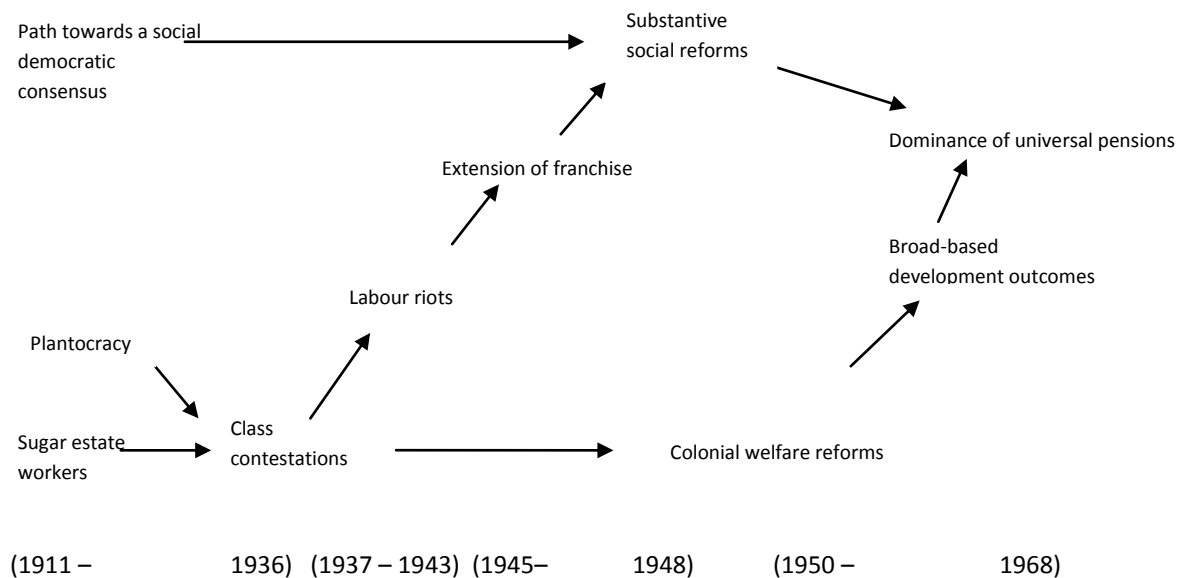 Path towards a social
democratic
consensus
Substantive
social reforms
Dominance of universal pensions
Extension of franchise
Broad-based
development outcomes
Labour riots
Plantocracy
Class
contestations
Sugar estate
workers
Colonial welfare reforms
(1911 – 1936) (1937 – 1943) (1945– 1948) (1950 – 1968)